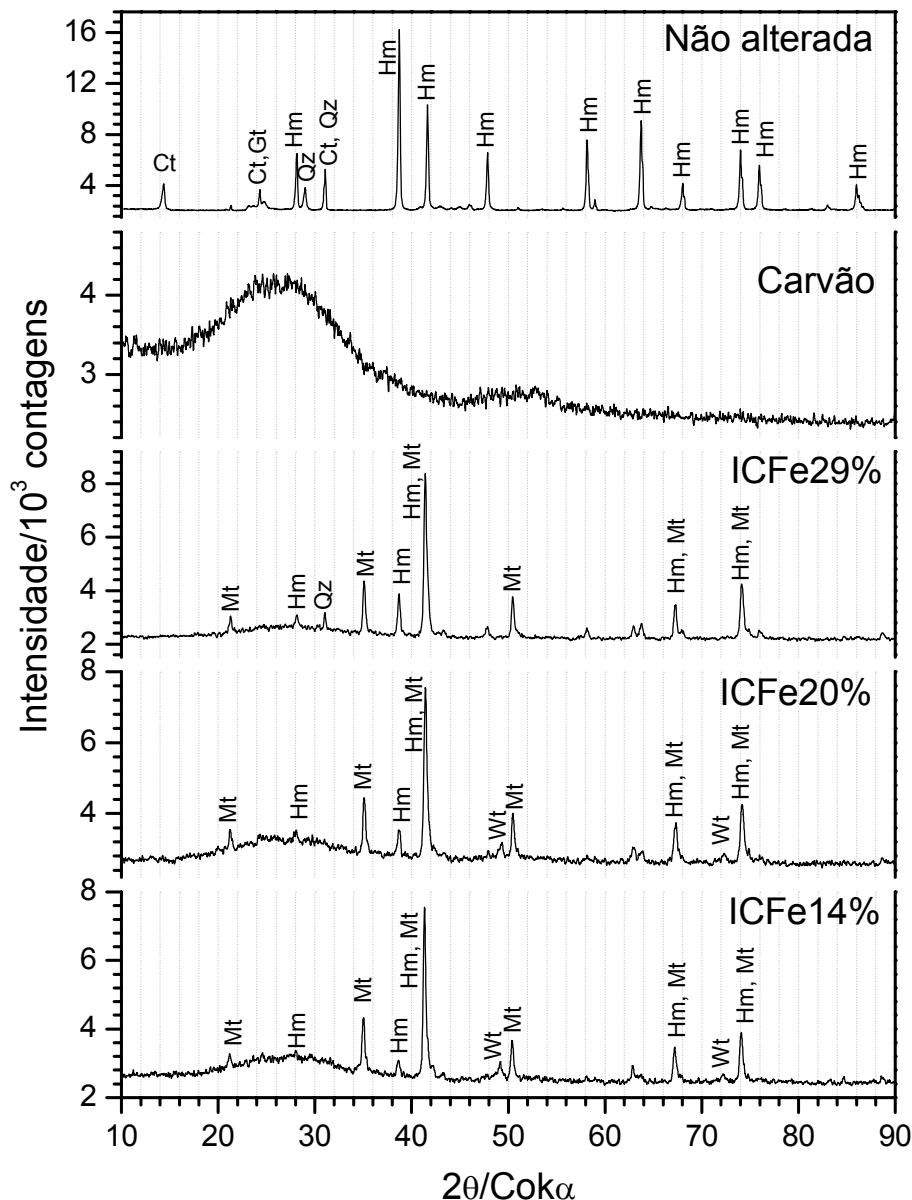 Intensidade/10³ contagens
Não alterada
16
12
8
4
Ct
Ct,Gt
Hm
Qz
Ct, Qz
Hm
Hm
Hm
Hm
Hm
Hm
Hm
Hm
Hm
Carvão
4
3
ICFe29%
8
6
4
2
Mt
Hm
Qz
Mt
Hm
Hm, Mt
Mt
Hm, Mt
Hm, Mt
ICFe20%
8
6
4
Mt
Hm
Mt
Hm
Hm, Mt
Wt
Mt
Hm, Mt
Wt
Hm, Mt
ICFe14%
8
6
4
2
Mt
Hm
Mt
Hm
Hm, Mt
Wt
Mt
Hm, Mt
Wt
Hm, Mt
10 20 30 40 50 60 70 80 90
2θ/Cokα